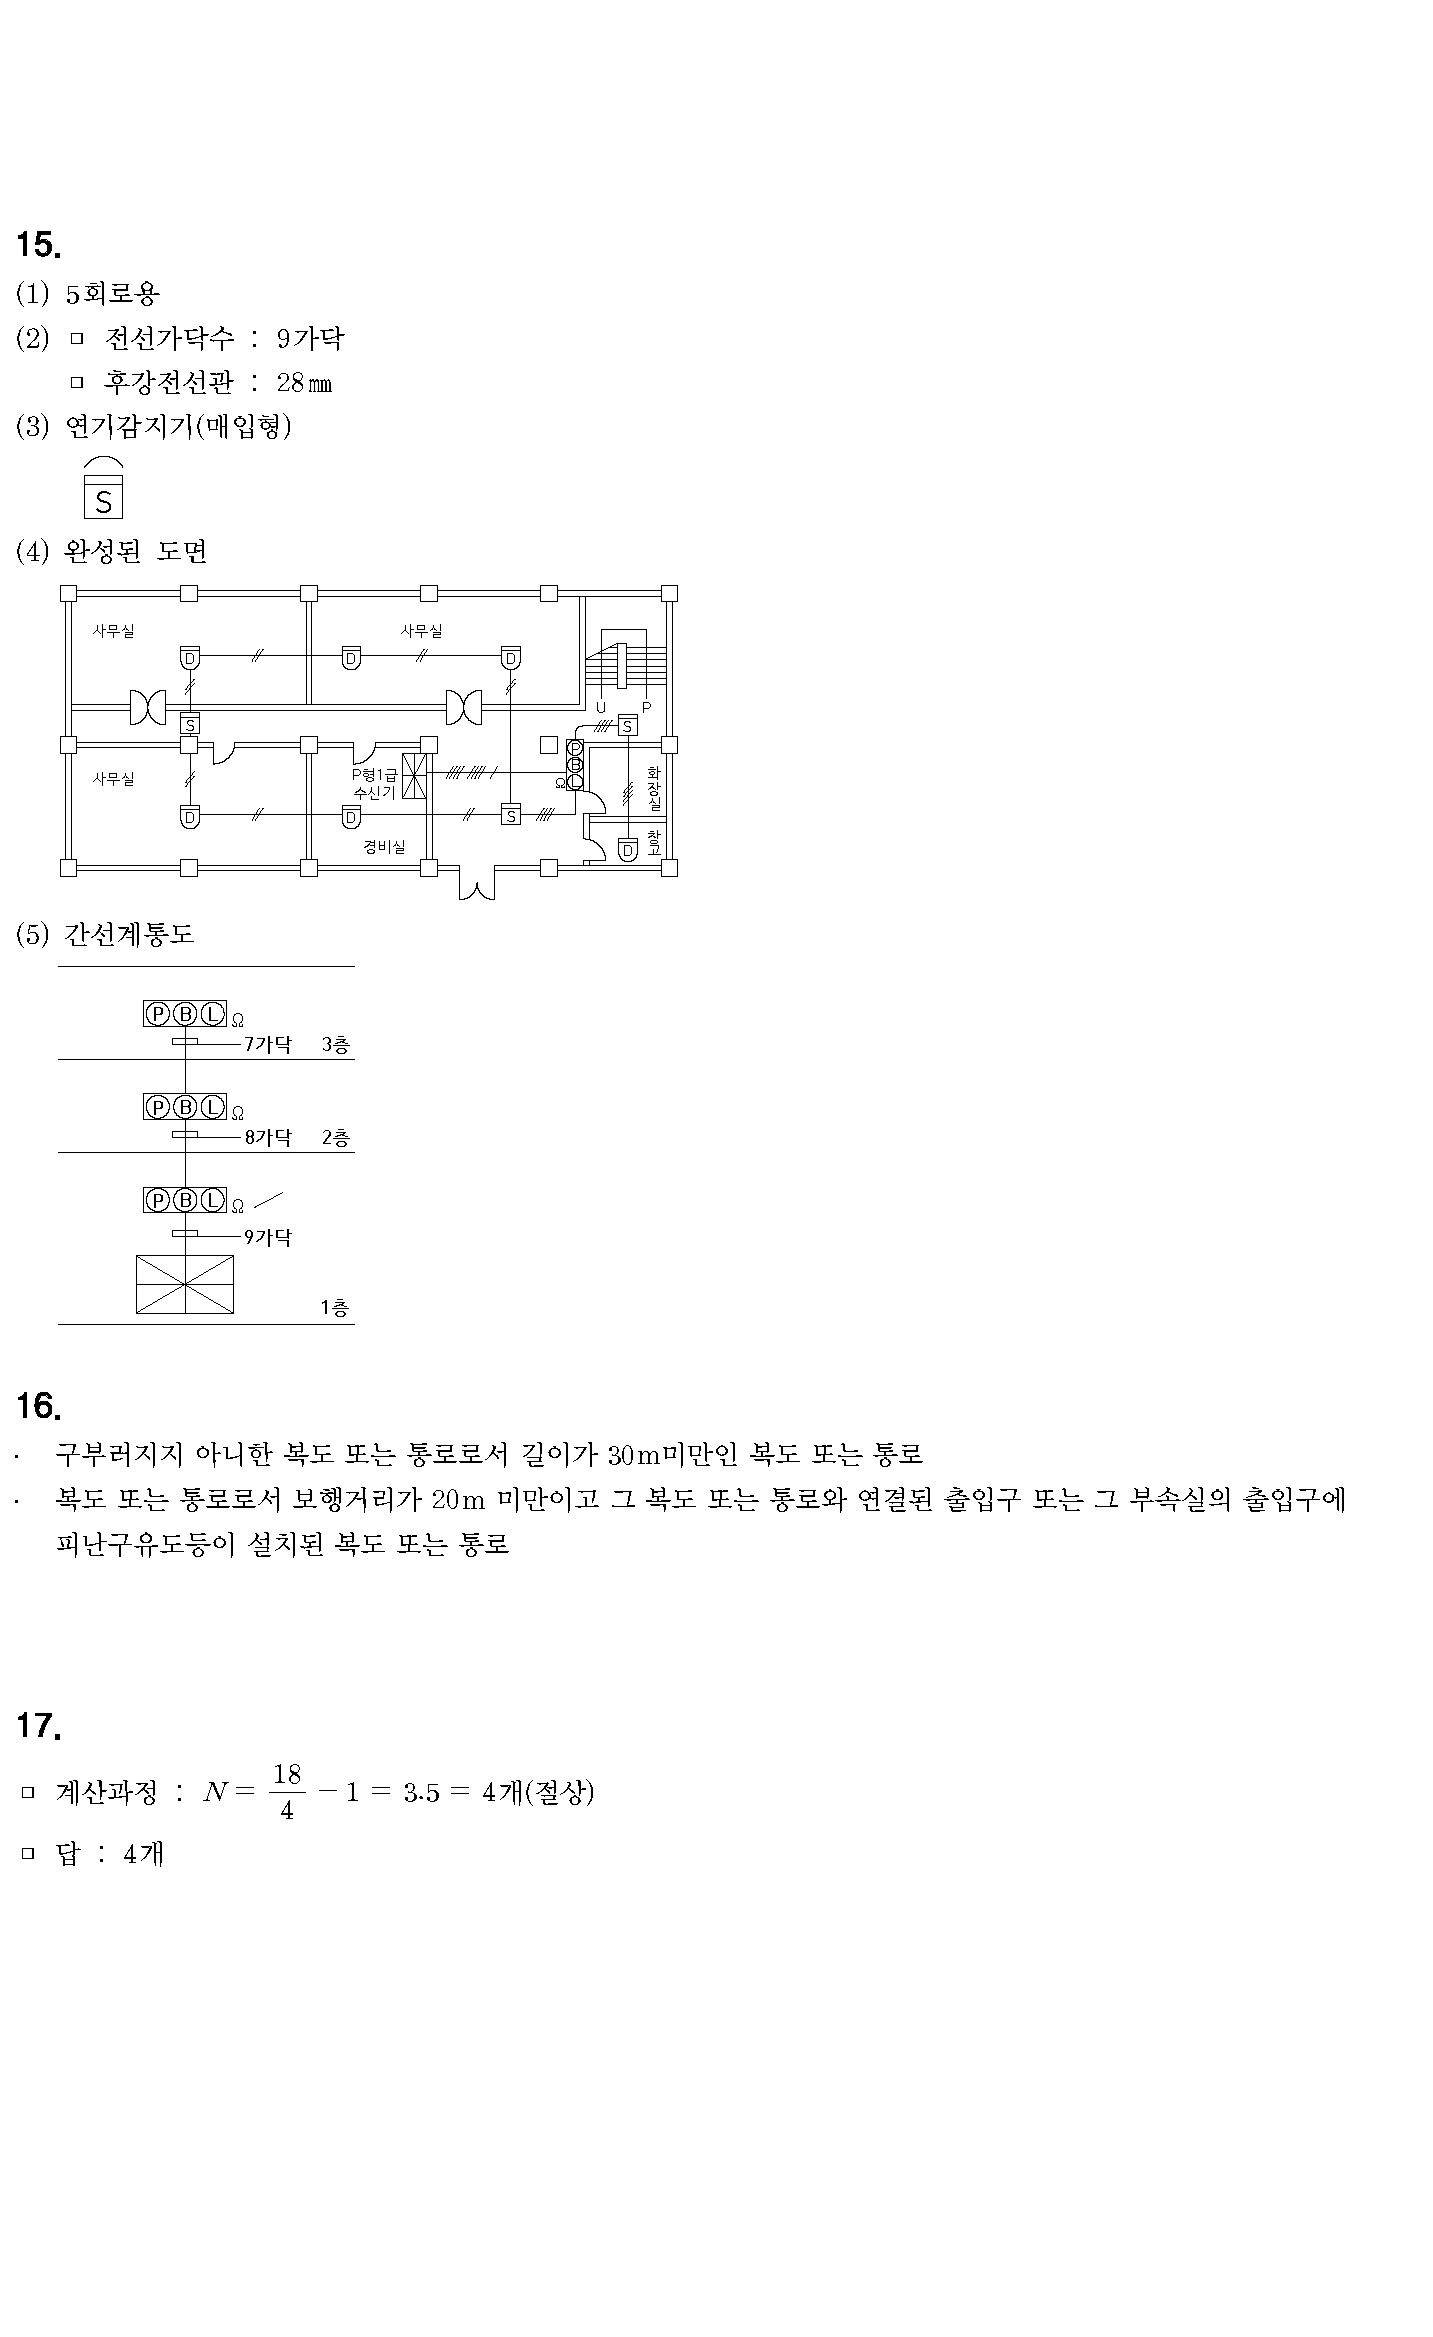 15.
(1) 5회로용
(2) ▫ 전선가닥수 : 9가닥
▫ 후강전선관 : 28㎜
(3) 연기감지기(매입형)
S
(4) 완성된 도면
사무실 사무실
D D D
U P
S S
P
B
Ω L
사무실 P형1급 수신기 화장실
D D S
경비실 창고
D
(5) 간선계통도
P B L Ω
7가닥 3층
P B L Ω
8가닥 2층
P B L Ω
9가닥
1층
16.
· 구부러지지 아니한 복도 또는 통로로서 길이가 30m미만인 복도 또는 통로
· 복도 또는 통로로서 보행거리가 20m 미만이고 그 복도 또는 통로와 연결된 출입구 또는 그 부속실의 출입구에
피난구유도등이 설치된 복도 또는 통로
17.
▫ 계산과정 : N = 18/4 − 1 = 3.5 = 4개(절상)
▫ 답 : 4개